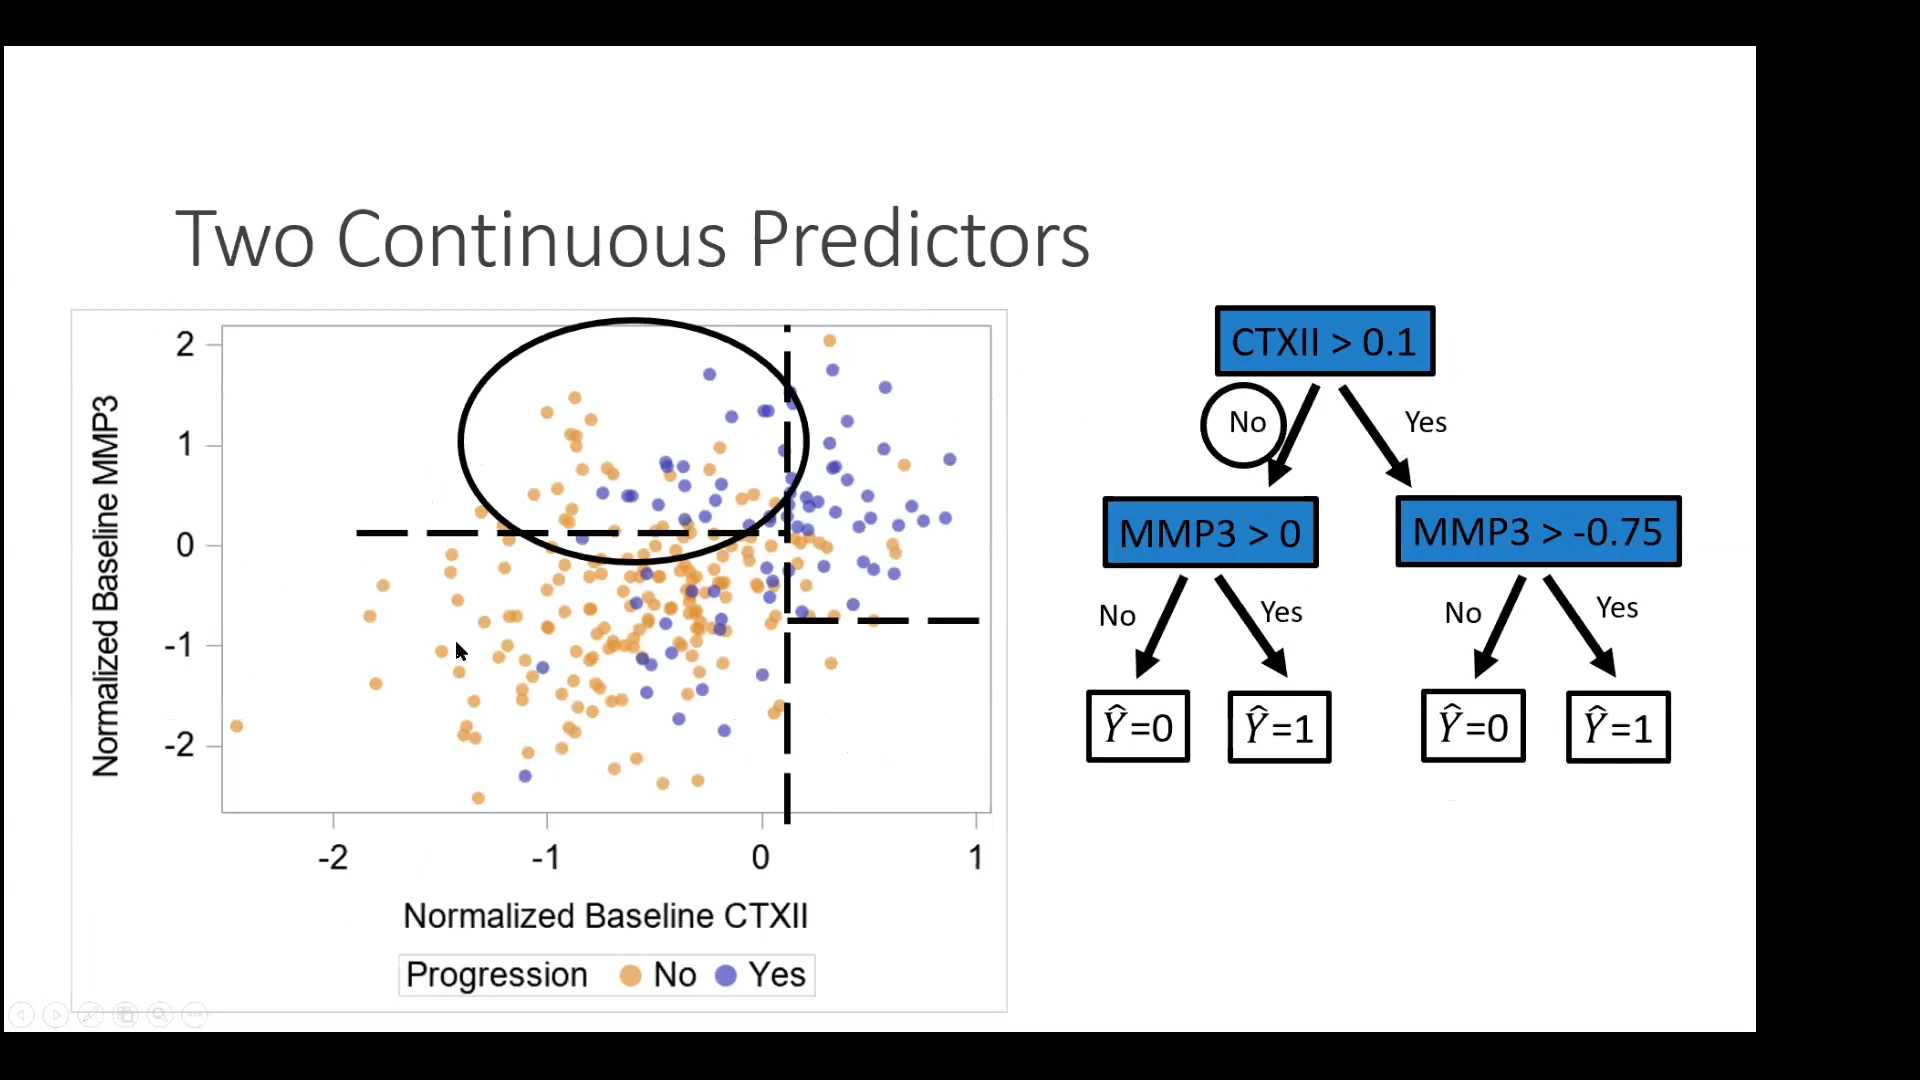 Two Continuous Predictors
2
1
0
-1
-2
Normalized Baseline MMP3
-2
-1
0
1
Normalized Baseline CTXII
Progression No Yes
CTXII > 0.1
No
Yes
MMP3 > 0
MMP3 > -0.75
No
Yes
No
Yes
Ŷ=0
Ŷ=1
Ŷ=0
Ŷ=1